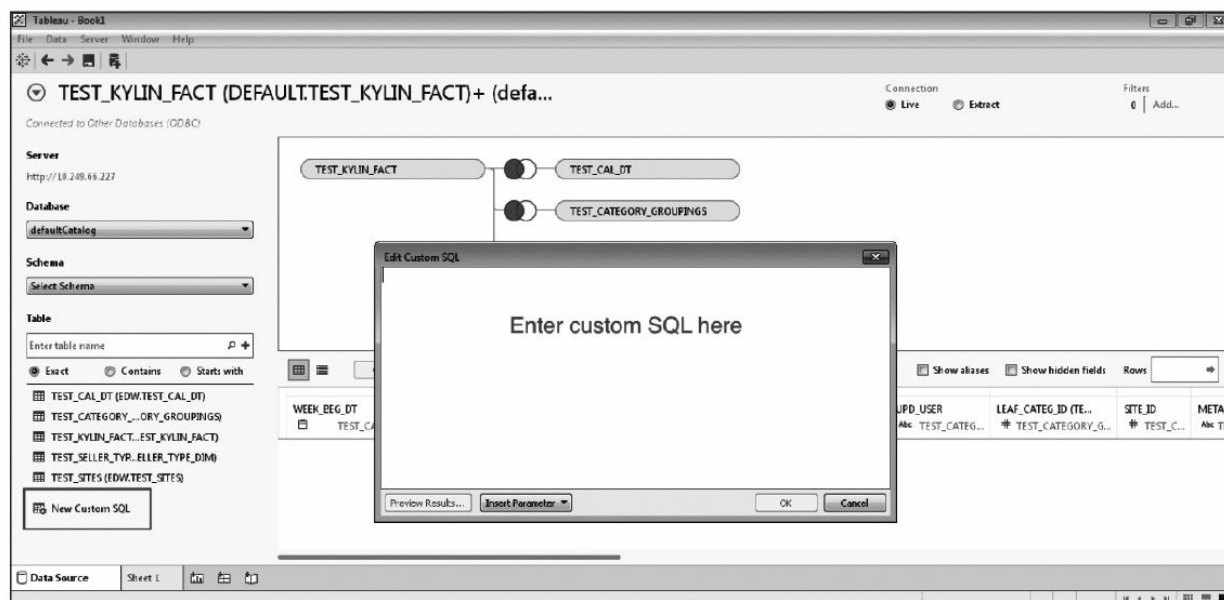 Tableau - Book1
File Data Server Window Help
TEST_KYLIN_FACT (DEFAULT.TEST_KYLIN_FACT)+ (defa...
Connected to Other Databases (ODBC)
Connection
Live Extract
Filters
0 Add...
Server
http://10.249.66.227
Database
defaultCatalog
Schema
Select Schema
Table
Enter table name
Exact Contains Starts with
TEST_CAL_DT (EDW.TEST_CAL_DT)
TEST_CATEGORY_...ORY_GROUPINGS)
TEST_KYLIN_FACT...EST_KYLIN_FACT)
TEST_SELLER_TYP...ELLER_TYPE_DIM)
TEST_SITES (EDW.TEST_SITES)
New Custom SQL
TEST_KYLIN_FACT
TEST_CAL_DT
TEST_CATEGORY_GROUPINGS
Edit Custom SQL
Enter custom SQL here
Preview Results... Insert Parameter OK Cancel
Show aliases Show hidden fields Rows
WEEK_BEG_DT UPD_USER LEAF_CATEG_ID (TE... SITE_ID META
TEST_CA Abc TEST_CATEG... # TEST_CATEGORY_G... # TEST_C... Abc T
Data Source Sheet 1